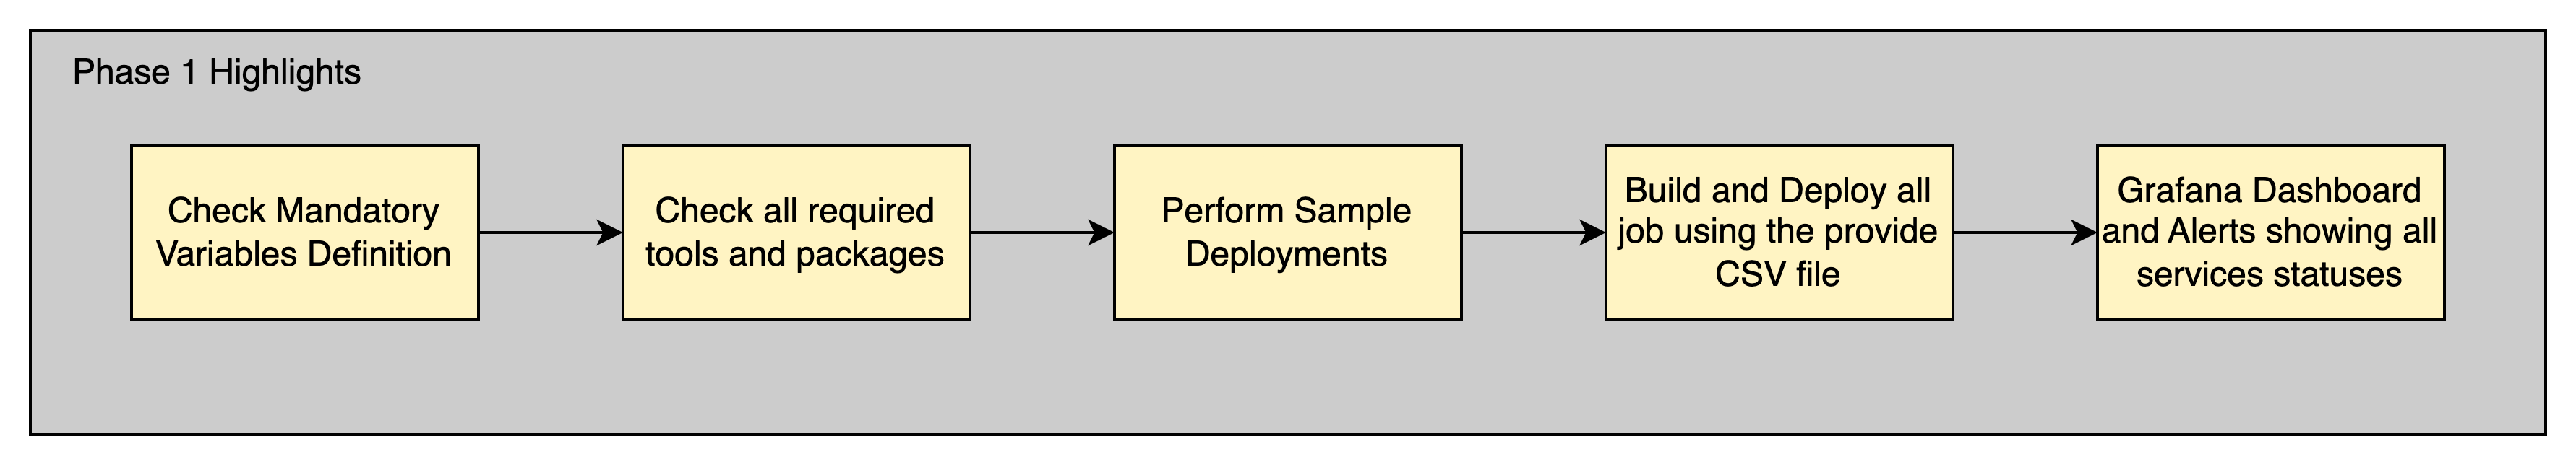 Phase 1 Highlights
Check Mandatory
Variables Definition
Check all required
tools and packages
Perform Sample
Deployments
Build and Deploy all
job using the provide
CSV file
Grafana Dashboard
and Alerts showing all
services statuses